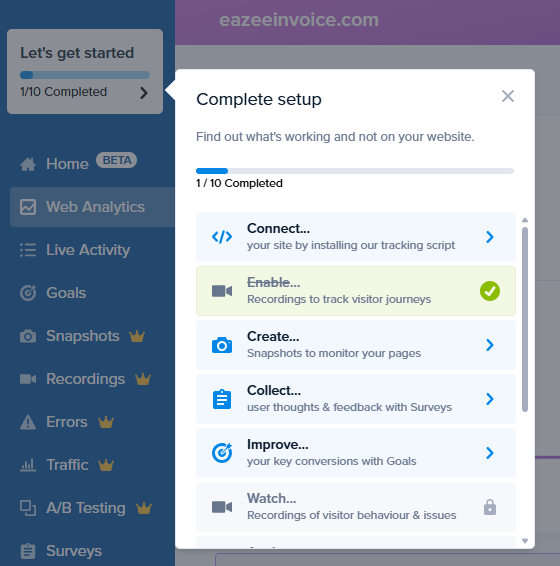 eazeeinvoice.com
Let's get started
1/10 Completed
Home BETA
Web Analytics
Live Activity
Goals
Snapshots
Recordings
Errors
Traffic
A/B Testing
Surveys
Complete setup
Find out what's working and not on your website.
1 / 10 Completed
Connect...
your site by installing our tracking script
Enable...
Recordings to track visitor journeys
Create...
Snapshots to monitor your pages
Collect...
user thoughts & feedback with Surveys
Improve...
your key conversions with Goals
Watch...
Recordings of visitor behaviour & issues